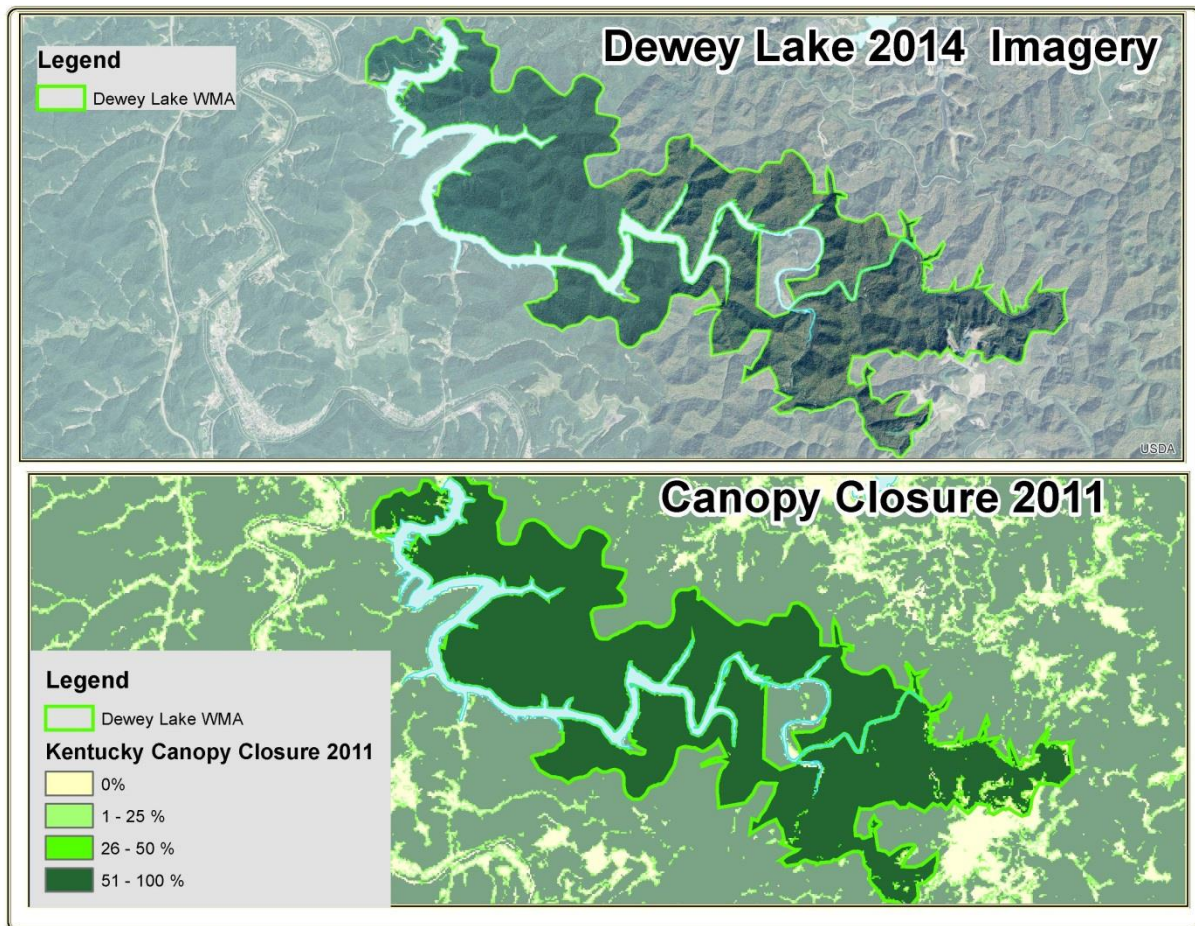 Dewey Lake 2014 Imagery
Legend
Dewey Lake WMA
USDA
Canopy Closure 2011
Legend
Dewey Lake WMA
Kentucky Canopy Closure 2011
0%
1 - 25 %
26 - 50 %
51 - 100 %